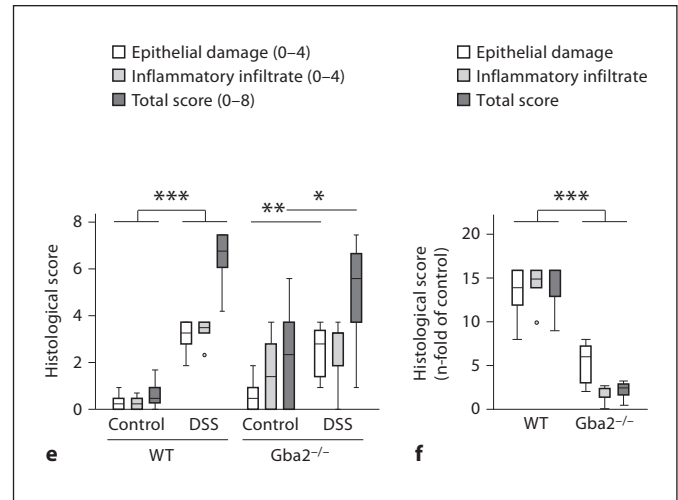 Epithelial damage (0–4)
Inflammatory infiltrate (0–4)
Total score (0–8)
Epithelial damage
Inflammatory infiltrate
Total score
***
**
*
8
6
4
2
0
Histological score
Control
DSS
Control
DSS
WT
Gba2–/–
e
***
20
15
10
5
0
Histological score
(n-fold of control)
WT
Gba2–/–
f